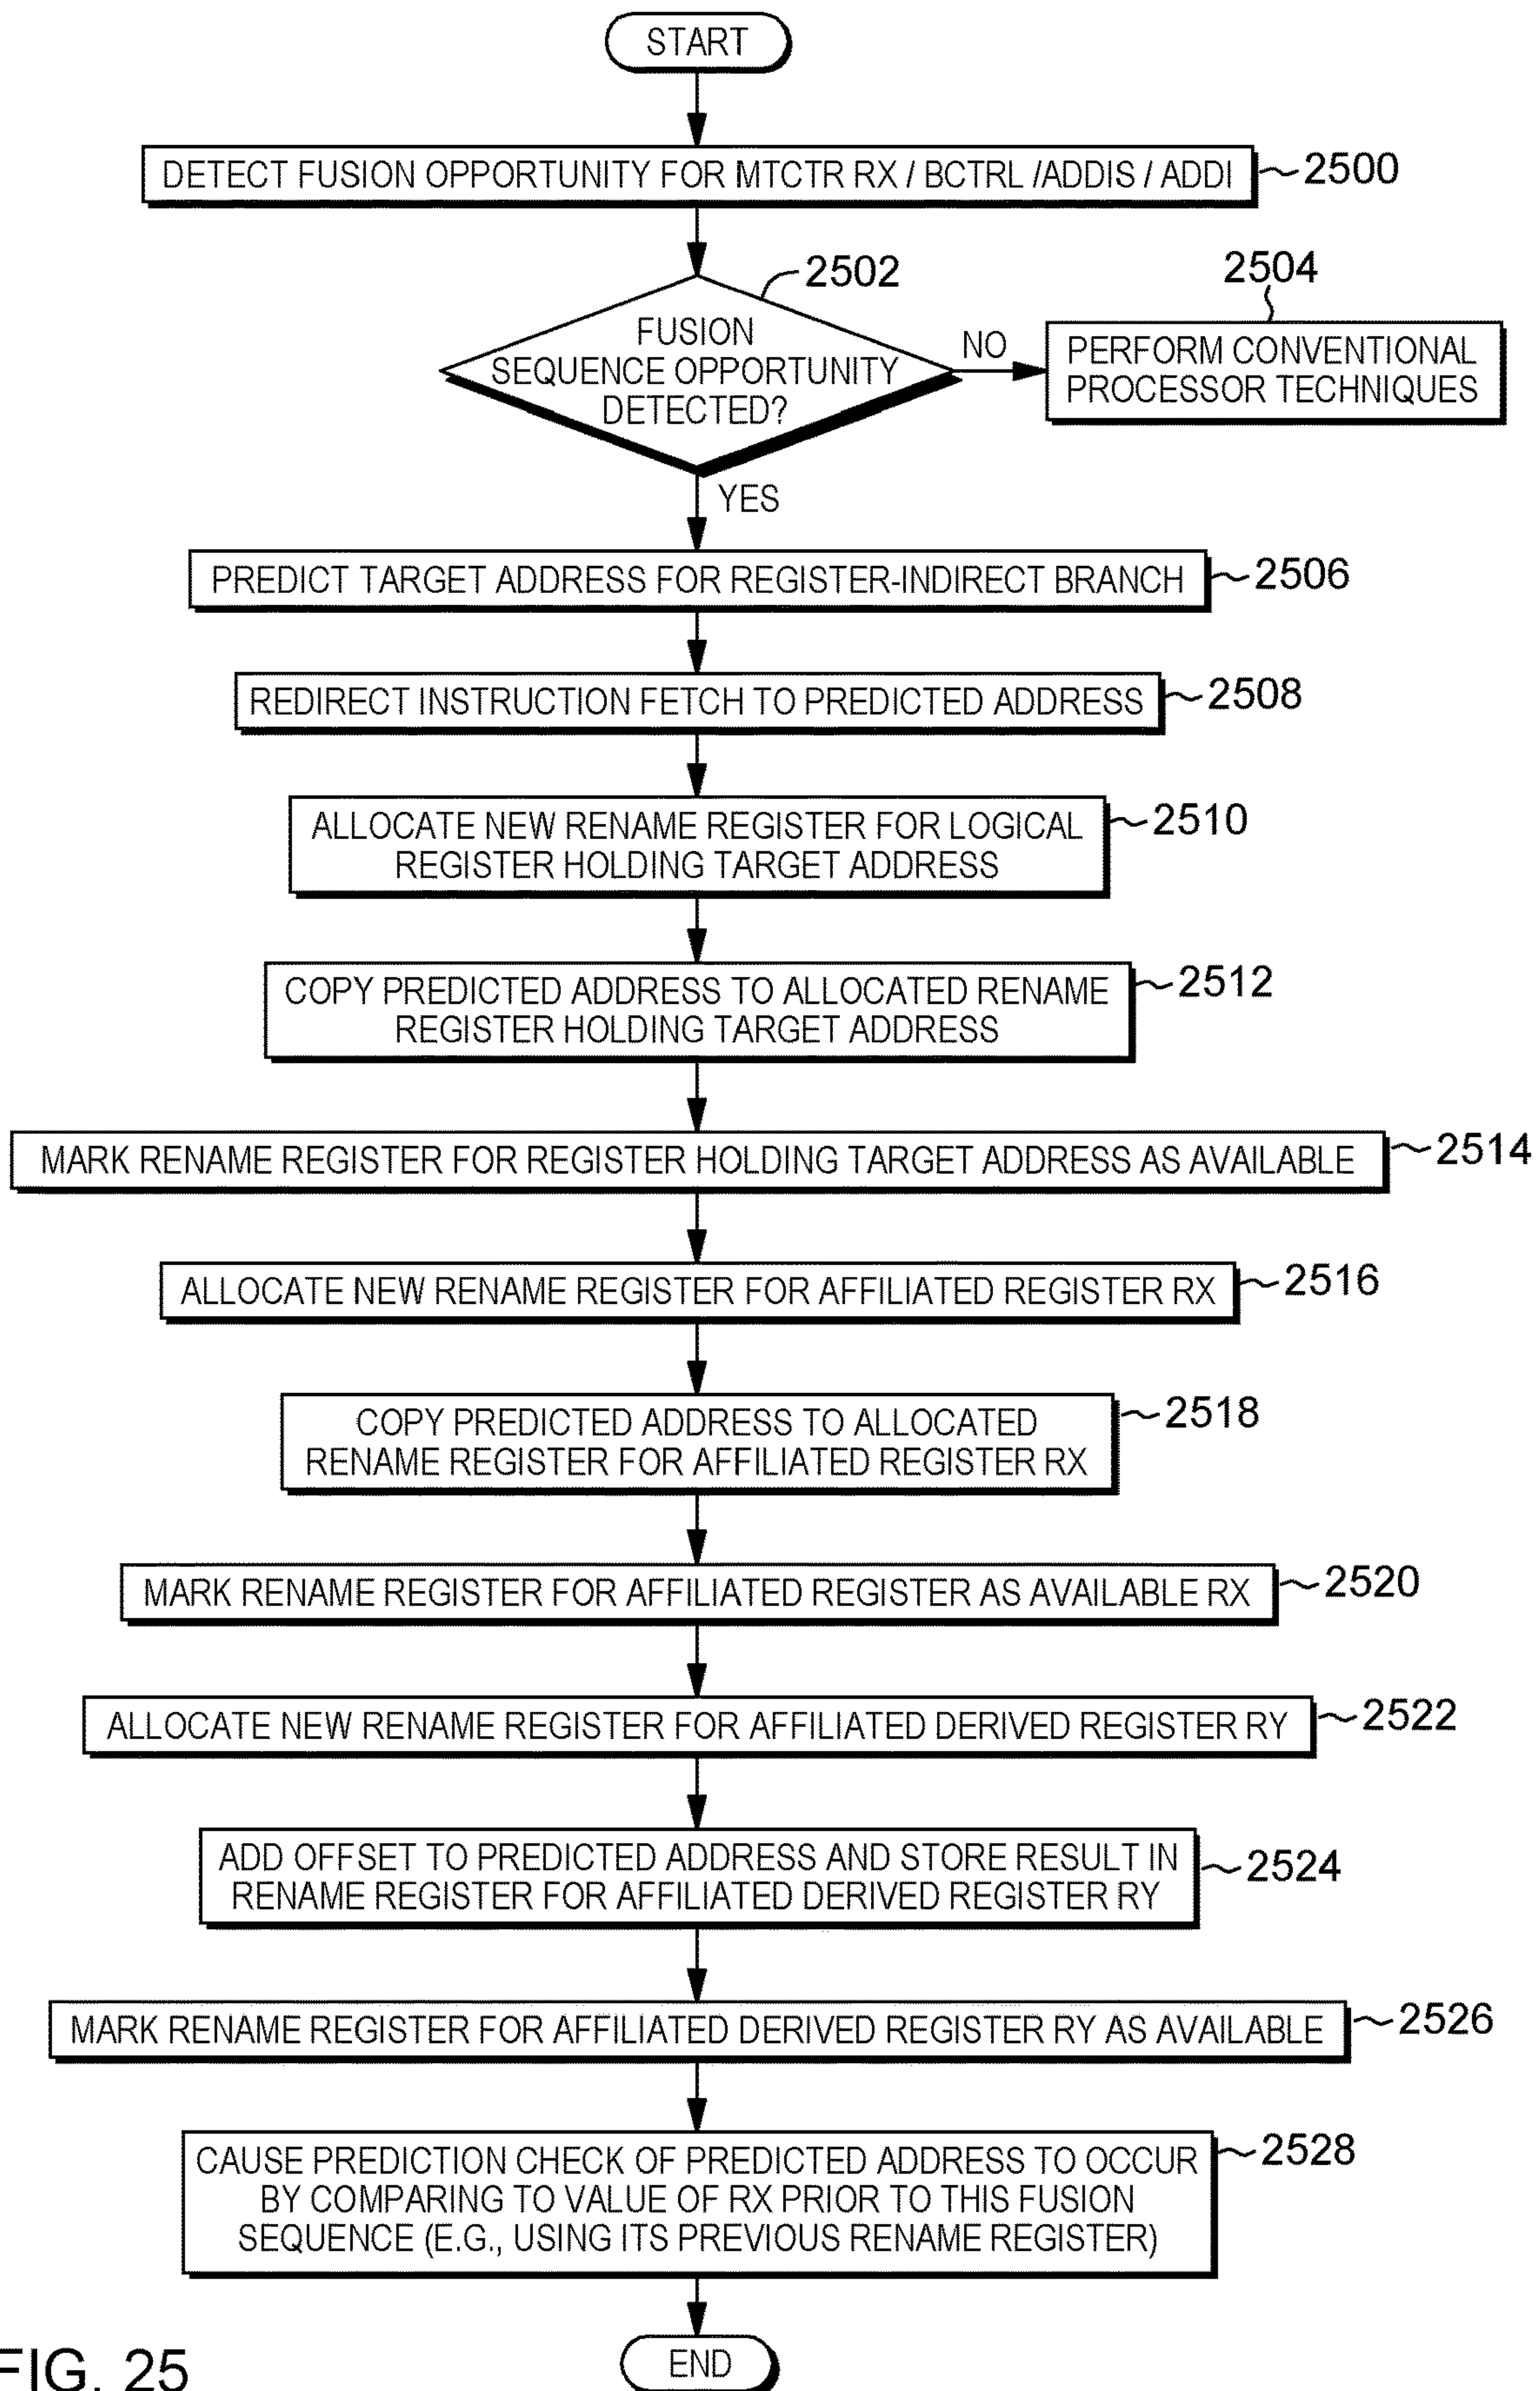 START
DETECT FUSION OPPORTUNITY FOR MTCTR RX / BCTRL /ADDIS / ADDI
2500
2502
FUSION
SEQUENCE OPPORTUNITY
DETECTED?
NO
2504
PERFORM CONVENTIONAL
PROCESSOR TECHNIQUES
YES
PREDICT TARGET ADDRESS FOR REGISTER-INDIRECT BRANCH
2506
REDIRECT INSTRUCTION FETCH TO PREDICTED ADDRESS
2508
ALLOCATE NEW RENAME REGISTER FOR LOGICAL
REGISTER HOLDING TARGET ADDRESS
2510
COPY PREDICTED ADDRESS TO ALLOCATED RENAME
REGISTER HOLDING TARGET ADDRESS
2512
MARK RENAME REGISTER FOR REGISTER HOLDING TARGET ADDRESS AS AVAILABLE
2514
ALLOCATE NEW RENAME REGISTER FOR AFFILIATED REGISTER RX
2516
COPY PREDICTED ADDRESS TO ALLOCATED
RENAME REGISTER FOR AFFILIATED REGISTER RX
2518
MARK RENAME REGISTER FOR AFFILIATED REGISTER AS AVAILABLE RX
2520
ALLOCATE NEW RENAME REGISTER FOR AFFILIATED DERIVED REGISTER RY
2522
ADD OFFSET TO PREDICTED ADDRESS AND STORE RESULT IN
RENAME REGISTER FOR AFFILIATED DERIVED REGISTER RY
2524
MARK RENAME REGISTER FOR AFFILIATED DERIVED REGISTER RY AS AVAILABLE
2526
CAUSE PREDICTION CHECK OF PREDICTED ADDRESS TO OCCUR
BY COMPARING TO VALUE OF RX PRIOR TO THIS FUSION
SEQUENCE (E.G., USING ITS PREVIOUS RENAME REGISTER)
2528
END
FIG. 25